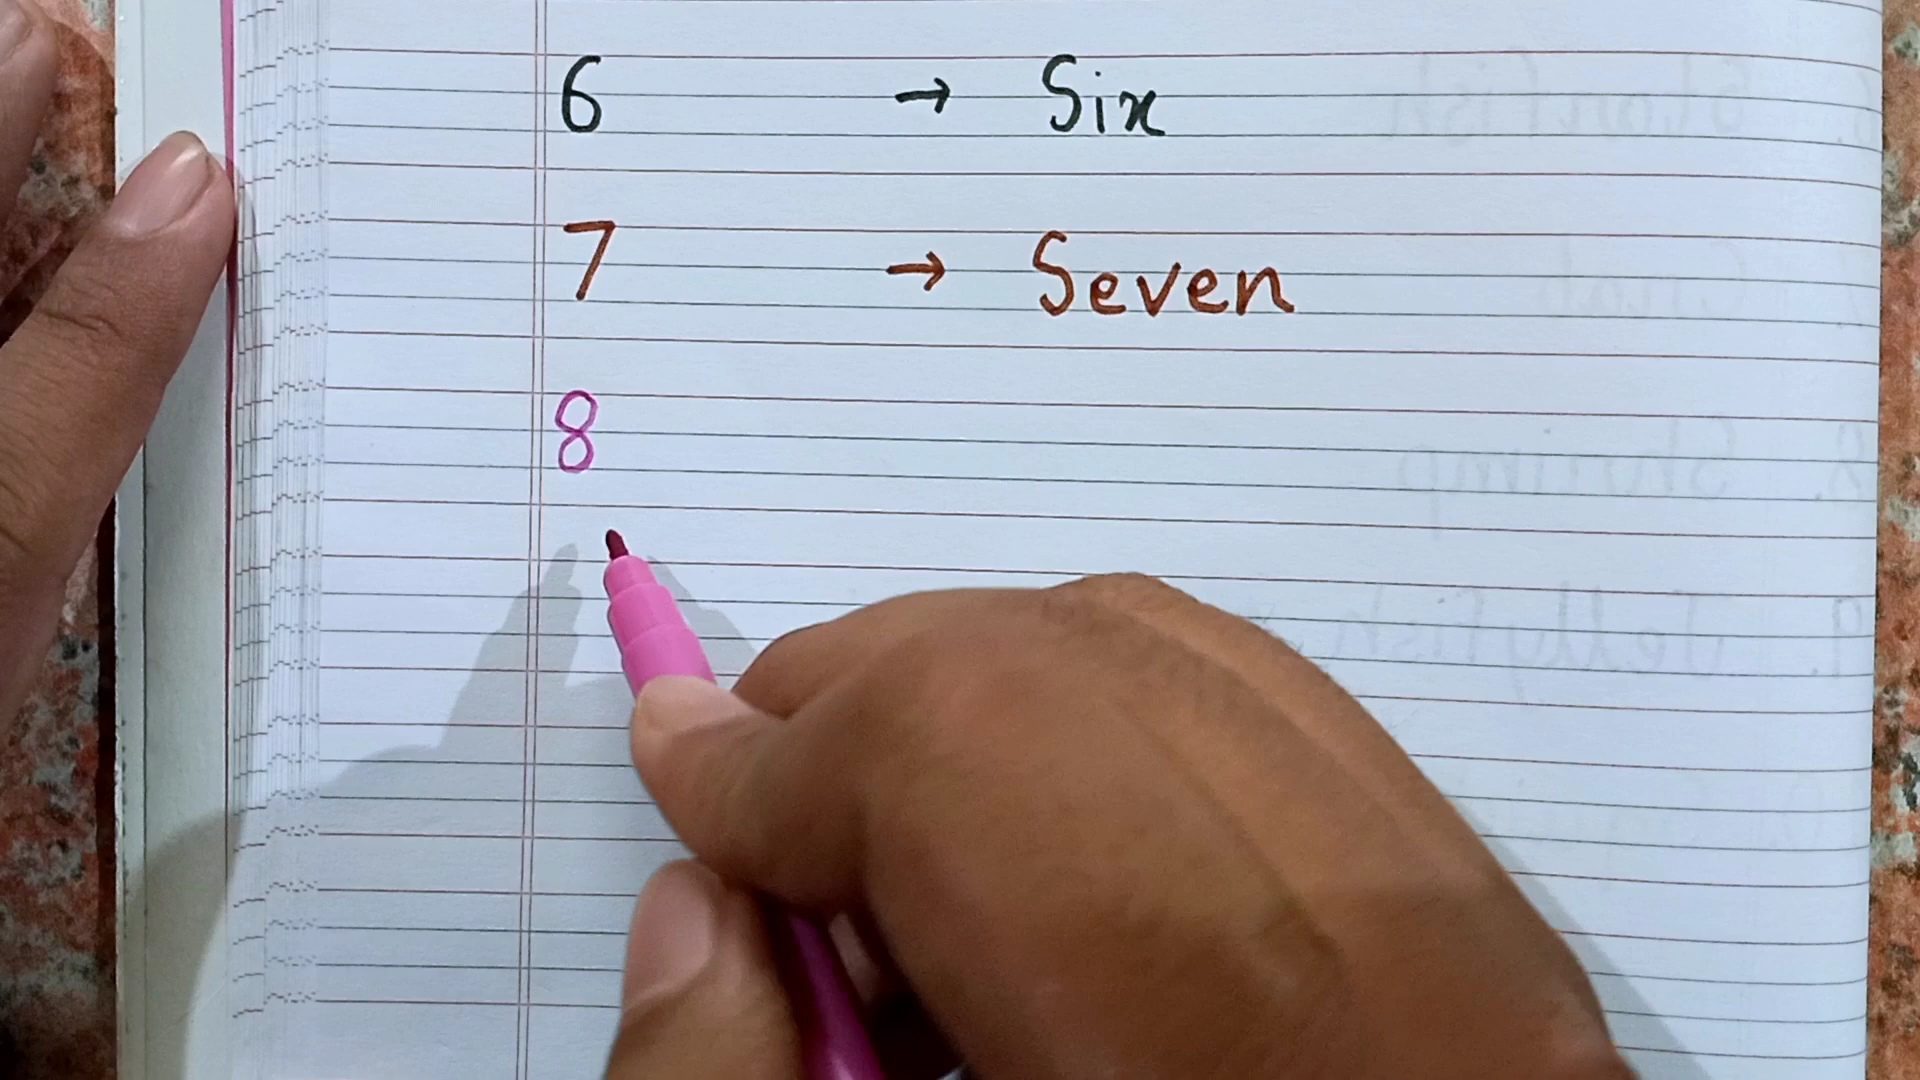 6 → Six
7 → Seven
8